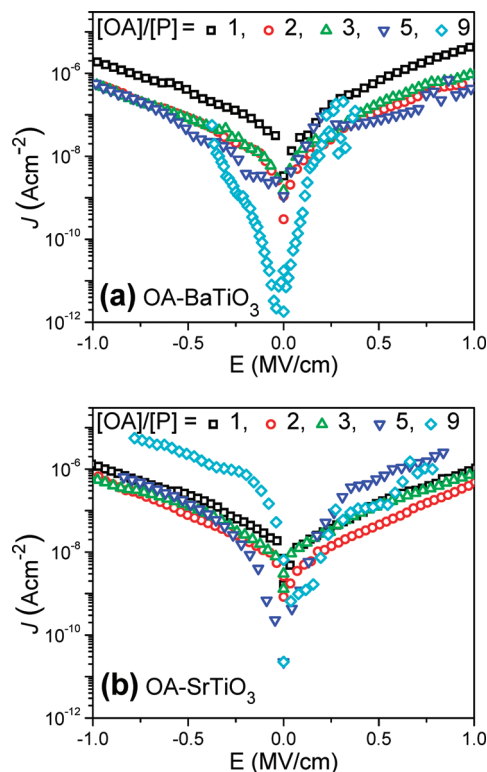 [OA]/[P] = □ 1, ○ 2, △ 3, ▽ 5, ◇ 9
10⁻⁶
10⁻⁸
10⁻¹⁰
10⁻¹²
J (Acm⁻²)
(a) OA-BaTiO₃
-1.0 -0.5 0.0 0.5 1.0
E (MV/cm)
[OA]/[P] = □ 1, ○ 2, △ 3, ▽ 5, ◇ 9
10⁻⁶
10⁻⁸
10⁻¹⁰
10⁻¹²
J (Acm⁻²)
(b) OA-SrTiO₃
-1.0 -0.5 0.0 0.5 1.0
E (MV/cm)